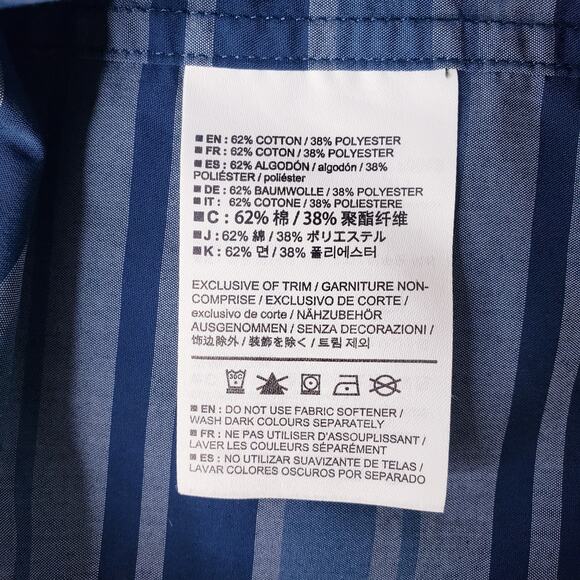 EN : 62% COTTON / 38% POLYESTER
FR : 62% COTON / 38% POLYESTER
ES : 62% ALGODÓN / algodón / 38%
POLIÉSTER / poliéster
DE : 62% BAUMWOLLE / 38% POLYESTER
IT : 62% COTONE / 38% POLIESTERE
C : 62% 棉 / 38% 聚酯纤维
J : 62% 綿 / 38% ポリエステル
K : 62% 면 / 38% 폴리에스터
EXCLUSIVE OF TRIM / GARNITURE NON-
COMPRISE / EXCLUSIVO DE CORTE /
exclusivo de corte / NÄHZUBEHÖR
AUSGENOMMEN / SENZA DECORAZIONI /
饰边除外 / 装飾を除く / 트림 제외
30C
EN : DO NOT USE FABRIC SOFTENER /
WASH DARK COLOURS SEPARATELY
FR : NE PAS UTILISER D'ASSOUPLISSANT /
LAVER LES COULEURS SÉPARÉMENT
ES : NO UTILIZAR SUAVIZANTE DE TELAS /
LAVAR COLORES OSCUROS POR SEPARADO